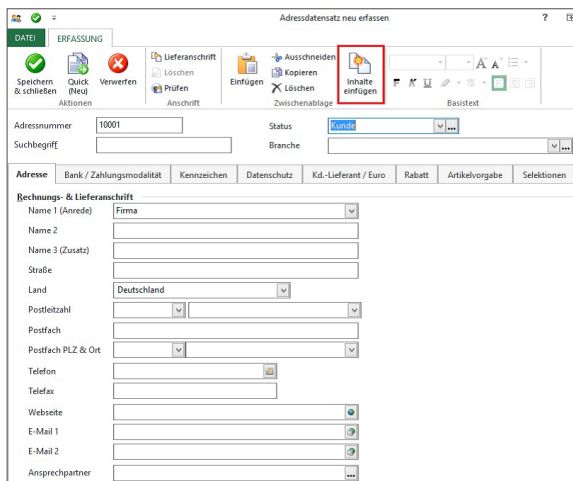 Adressdatensatz neu erfassen ?
DATEI ERFASSUNG
Speichern & schließen
Quick (Neu)
Verwerfen
Aktionen
Lieferanschrift
Löschen
Prüfen
Anschrift
Einfügen
Ausschneiden
Kopieren
Löschen
Inhalte einfügen
Zwischenablage
F K U A A
Basistext
Adressnummer 10001 Status Kunde
Suchbegriff Branche
Adresse Bank / Zahlungsmodalität Kennzeichen Datenschutz Kd.-Lieferant / Euro Rabatt Artikelvorgabe Selektionen
Rechnungs- & Lieferanschrift
Name 1 (Anrede) Firma
Name 2
Name 3 (Zusatz)
Straße
Land Deutschland
Postleitzahl
Postfach
Postfach PLZ & Ort
Telefon
Telefax
Webseite
E-Mail 1
E-Mail 2
Ansprechpartner